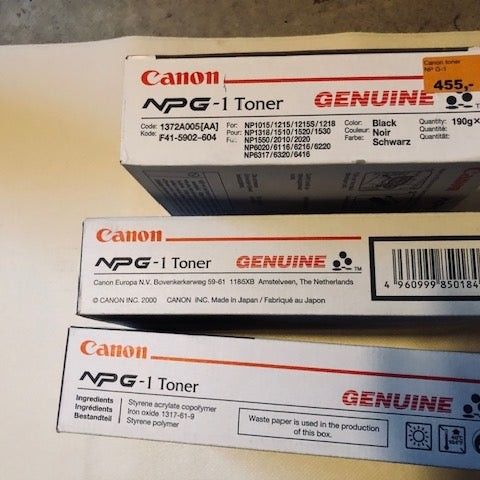 Canon
Canon toner
NP G-1
455,-
NPG-1 Toner GENUINE TM
Code: 1372A005[AA]
Kode: F41-5902-604
For: NP1015/1215/1215S/1218
Pour: NP1318/1510/1520/1530
Für: NP1550/2010/2020
NP6020/6116/6216/6220
NP6317/6320/6416
Color: Black
Couleur: Noir
Farbe: Schwarz
Quantity: 190g×
Quantité:
Quantität:
Canon
NPG-1 Toner GENUINE TM
Canon Europa N.V. Bovenkerkerweg 59-61 1185XB Amstelveen, The Netherlands
© CANON INC. 2000 CANON INC. Made in Japan / Fabriqué au Japon
4 960999 850184
Canon
NPG-1 Toner GENUINE
Ingredients
Ingrédients
Bestandteil
Styrene acrylate copolymer
Iron oxide 1317-61-9
Styrene polymer
Waste paper is used in the production
of this box.